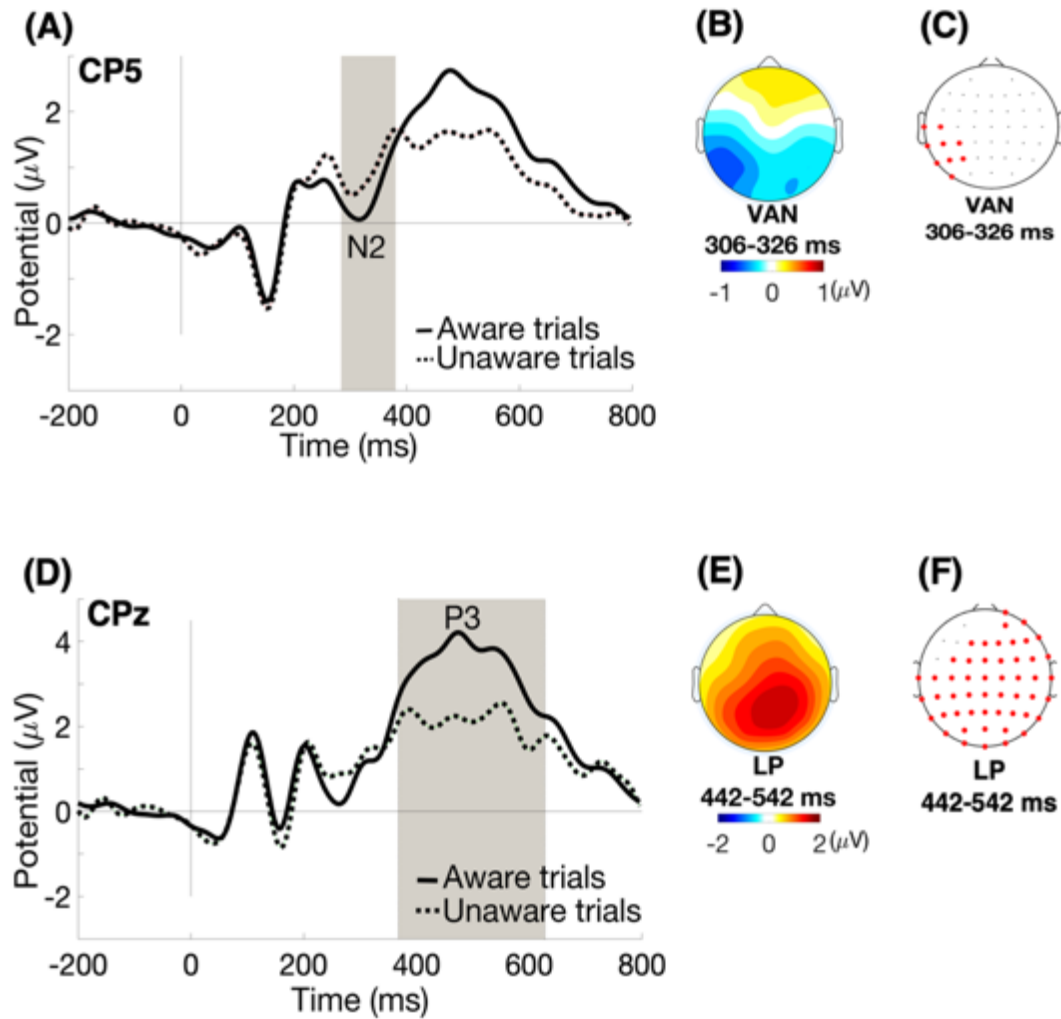 (A)
CP5
Potential (μV)
2
0
-2
N2
Aware trials
Unaware trials
-200 0 200 400 600 800
Time (ms)
(B)
VAN
306-326 ms
-1 0 1(μV)
(C)
VAN
306-326 ms
(D)
CPz
Potential (μV)
4
2
0
-2
P3
Aware trials
Unaware trials
-200 0 200 400 600 800
Time (ms)
(E)
LP
442-542 ms
-2 0 2(μV)
(F)
LP
442-542 ms